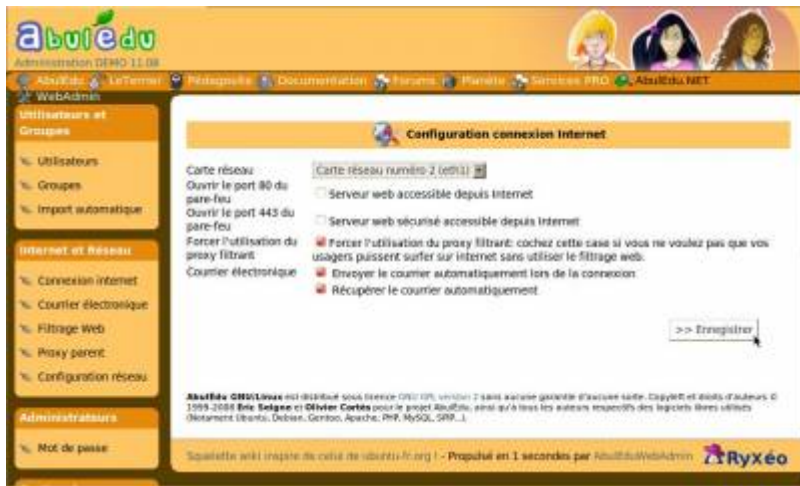 abulÉdu
Administration DEMO 11.08
AbulEdu LeTerrier Pédagosite Documentation Forums Planète Services PRO AbulEdu.NET
WebAdmin
Utilisateurs et
Groupes
Utilisateurs
Groupes
Import automatique
Internet et Réseau
Connexion internet
Courrier électronique
Filtrage Web
Proxy parent
Configuration réseau
Administrateurs
Mot de passe
Configuration connexion Internet
Carte réseau Carte réseau numéro 2 (eth1)
Ouvrir le port 80 du
pare-feu
Serveur web accessible depuis Internet
Ouvrir le port 443 du
pare-feu
Serveur web sécurisé accessible depuis Internet
Forcer l'utilisation du
proxy filtrant
Forcer l'utilisation du proxy filtrant: cochez cette case si vous ne voulez pas que vos
usagers puissent surfer sur internet sans utiliser le filtrage web.
Courrier électronique
Envoyer le courrier automatiquement lors de la connexion
Récupérer le courrier automatiquement
>> Enregistrer
AbulÉdu GNU/Linux est distribué sous licence GNU GPL version 2 sans aucune garantie d'aucune sorte. Copyleft et droits d'auteurs ©
1999-2008 Eric Seigne et Olivier Cortès pour le projet AbulÉdu, ainsi qu'à tous les auteurs respectifs des logiciels libres utilisés
(Notament Ubuntu, Debian, Gentoo, Apache, PHP, MySQL, SPIP...).
Squelette wiki inspiré de celui de ubuntu-fr.org ! - Propulsé en 1 secondes par AbulEduWebAdmin
Ryxéo